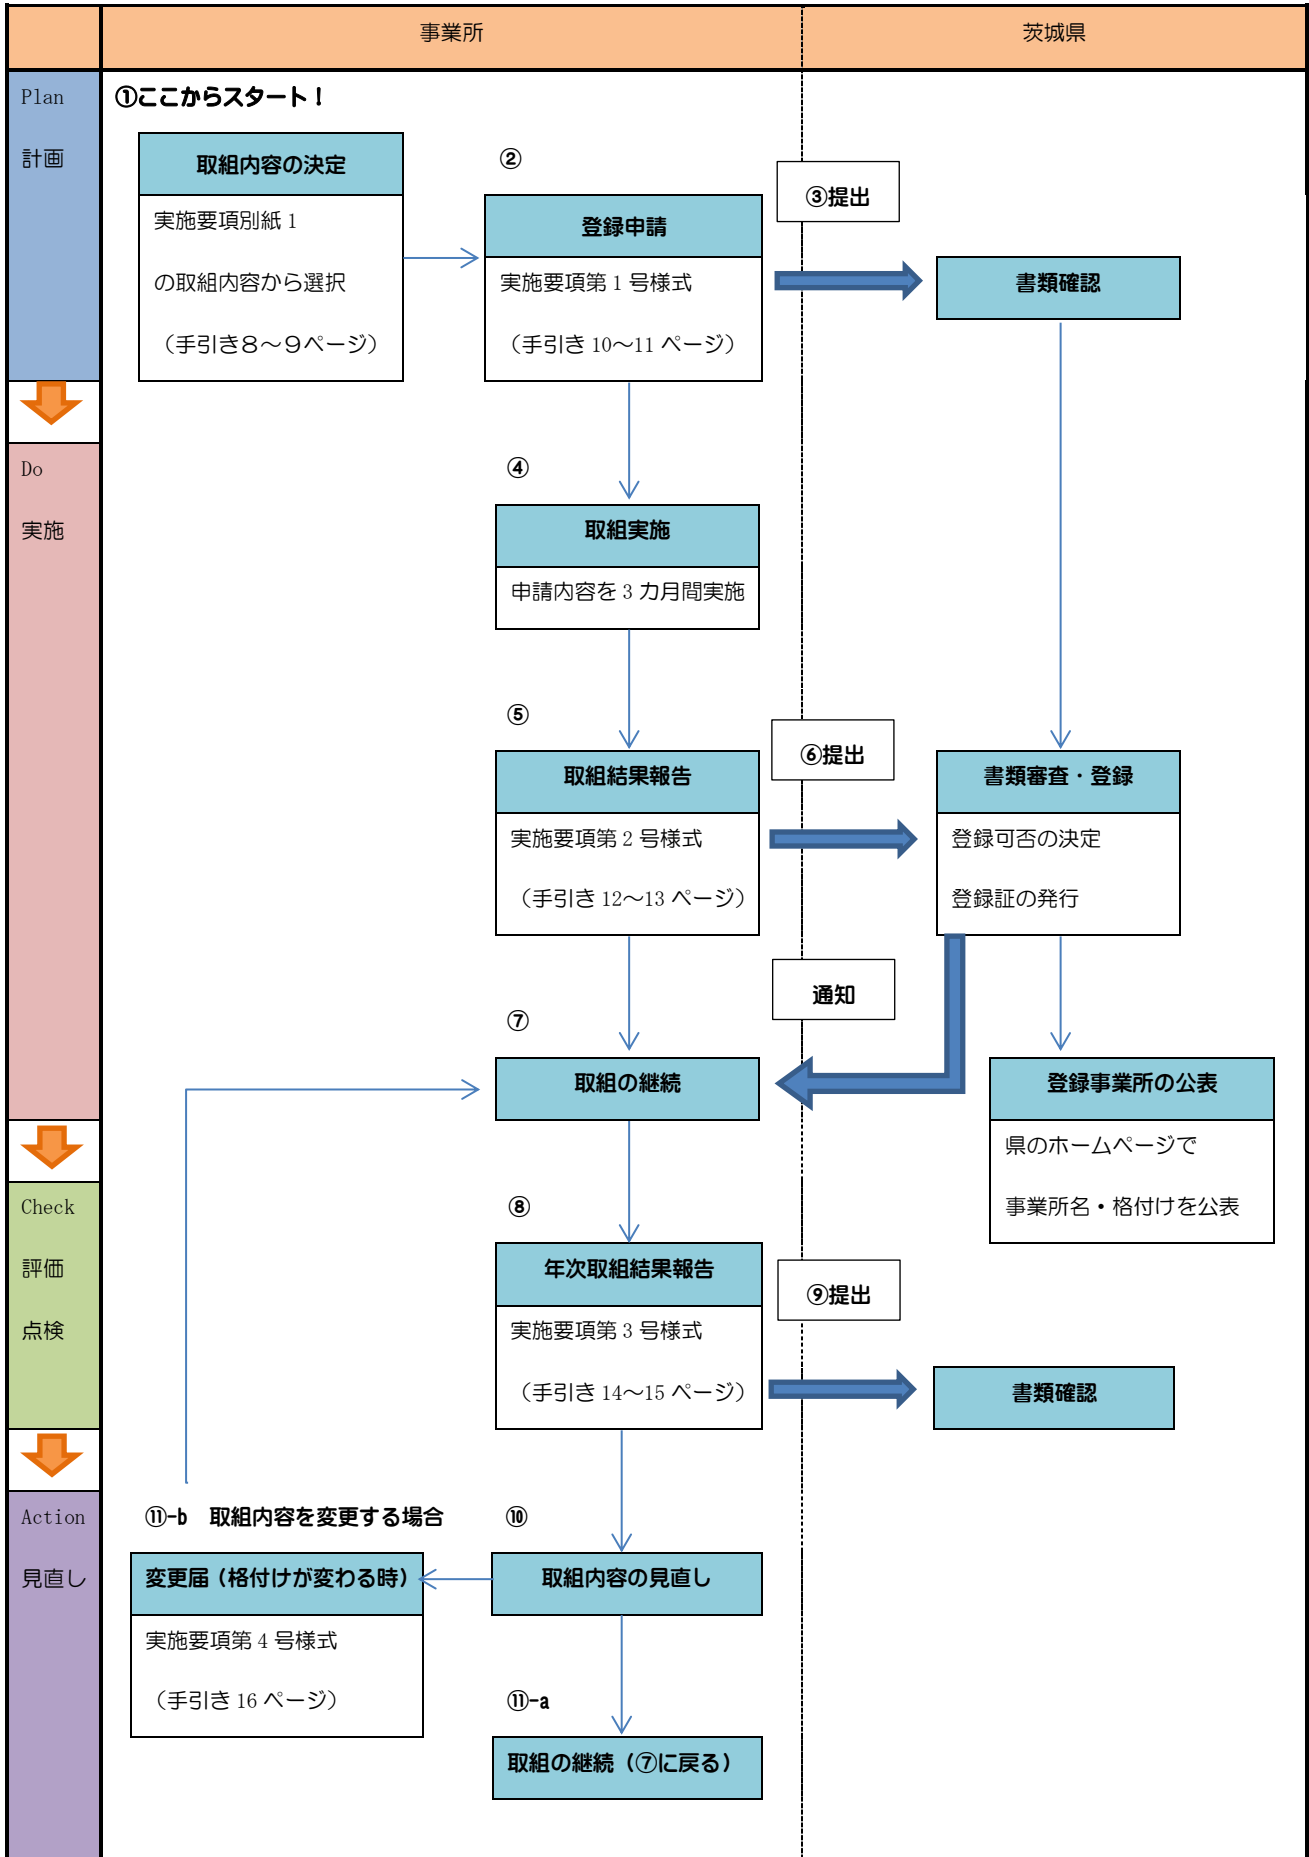 事業所
茨城県
Plan
計画
①ここからスタート！
取組内容の決定
実施要項別紙 1
の取組内容から選択
（手引き８～９ページ）
②
登録申請
実施要項第 1 号様式
（手引き 10～11 ページ）
③提出
書類確認
Do
実施
④
取組実施
申請内容を 3 カ月間実施
⑤
取組結果報告
実施要項第 2 号様式
（手引き 12～13 ページ）
⑥提出
書類審査・登録
登録可否の決定
登録証の発行
通知
⑦
取組の継続
登録事業所の公表
県のホームページで
事業所名・格付けを公表
Check
評価
点検
⑧
年次取組結果報告
実施要項第 3 号様式
（手引き 14～15 ページ）
⑨提出
書類確認
Action
見直し
⑪-b　取組内容を変更する場合
変更届（格付けが変わる時）
実施要項第 4 号様式
（手引き 16 ページ）
⑩
取組内容の見直し
⑪-a
取組の継続（⑦に戻る）